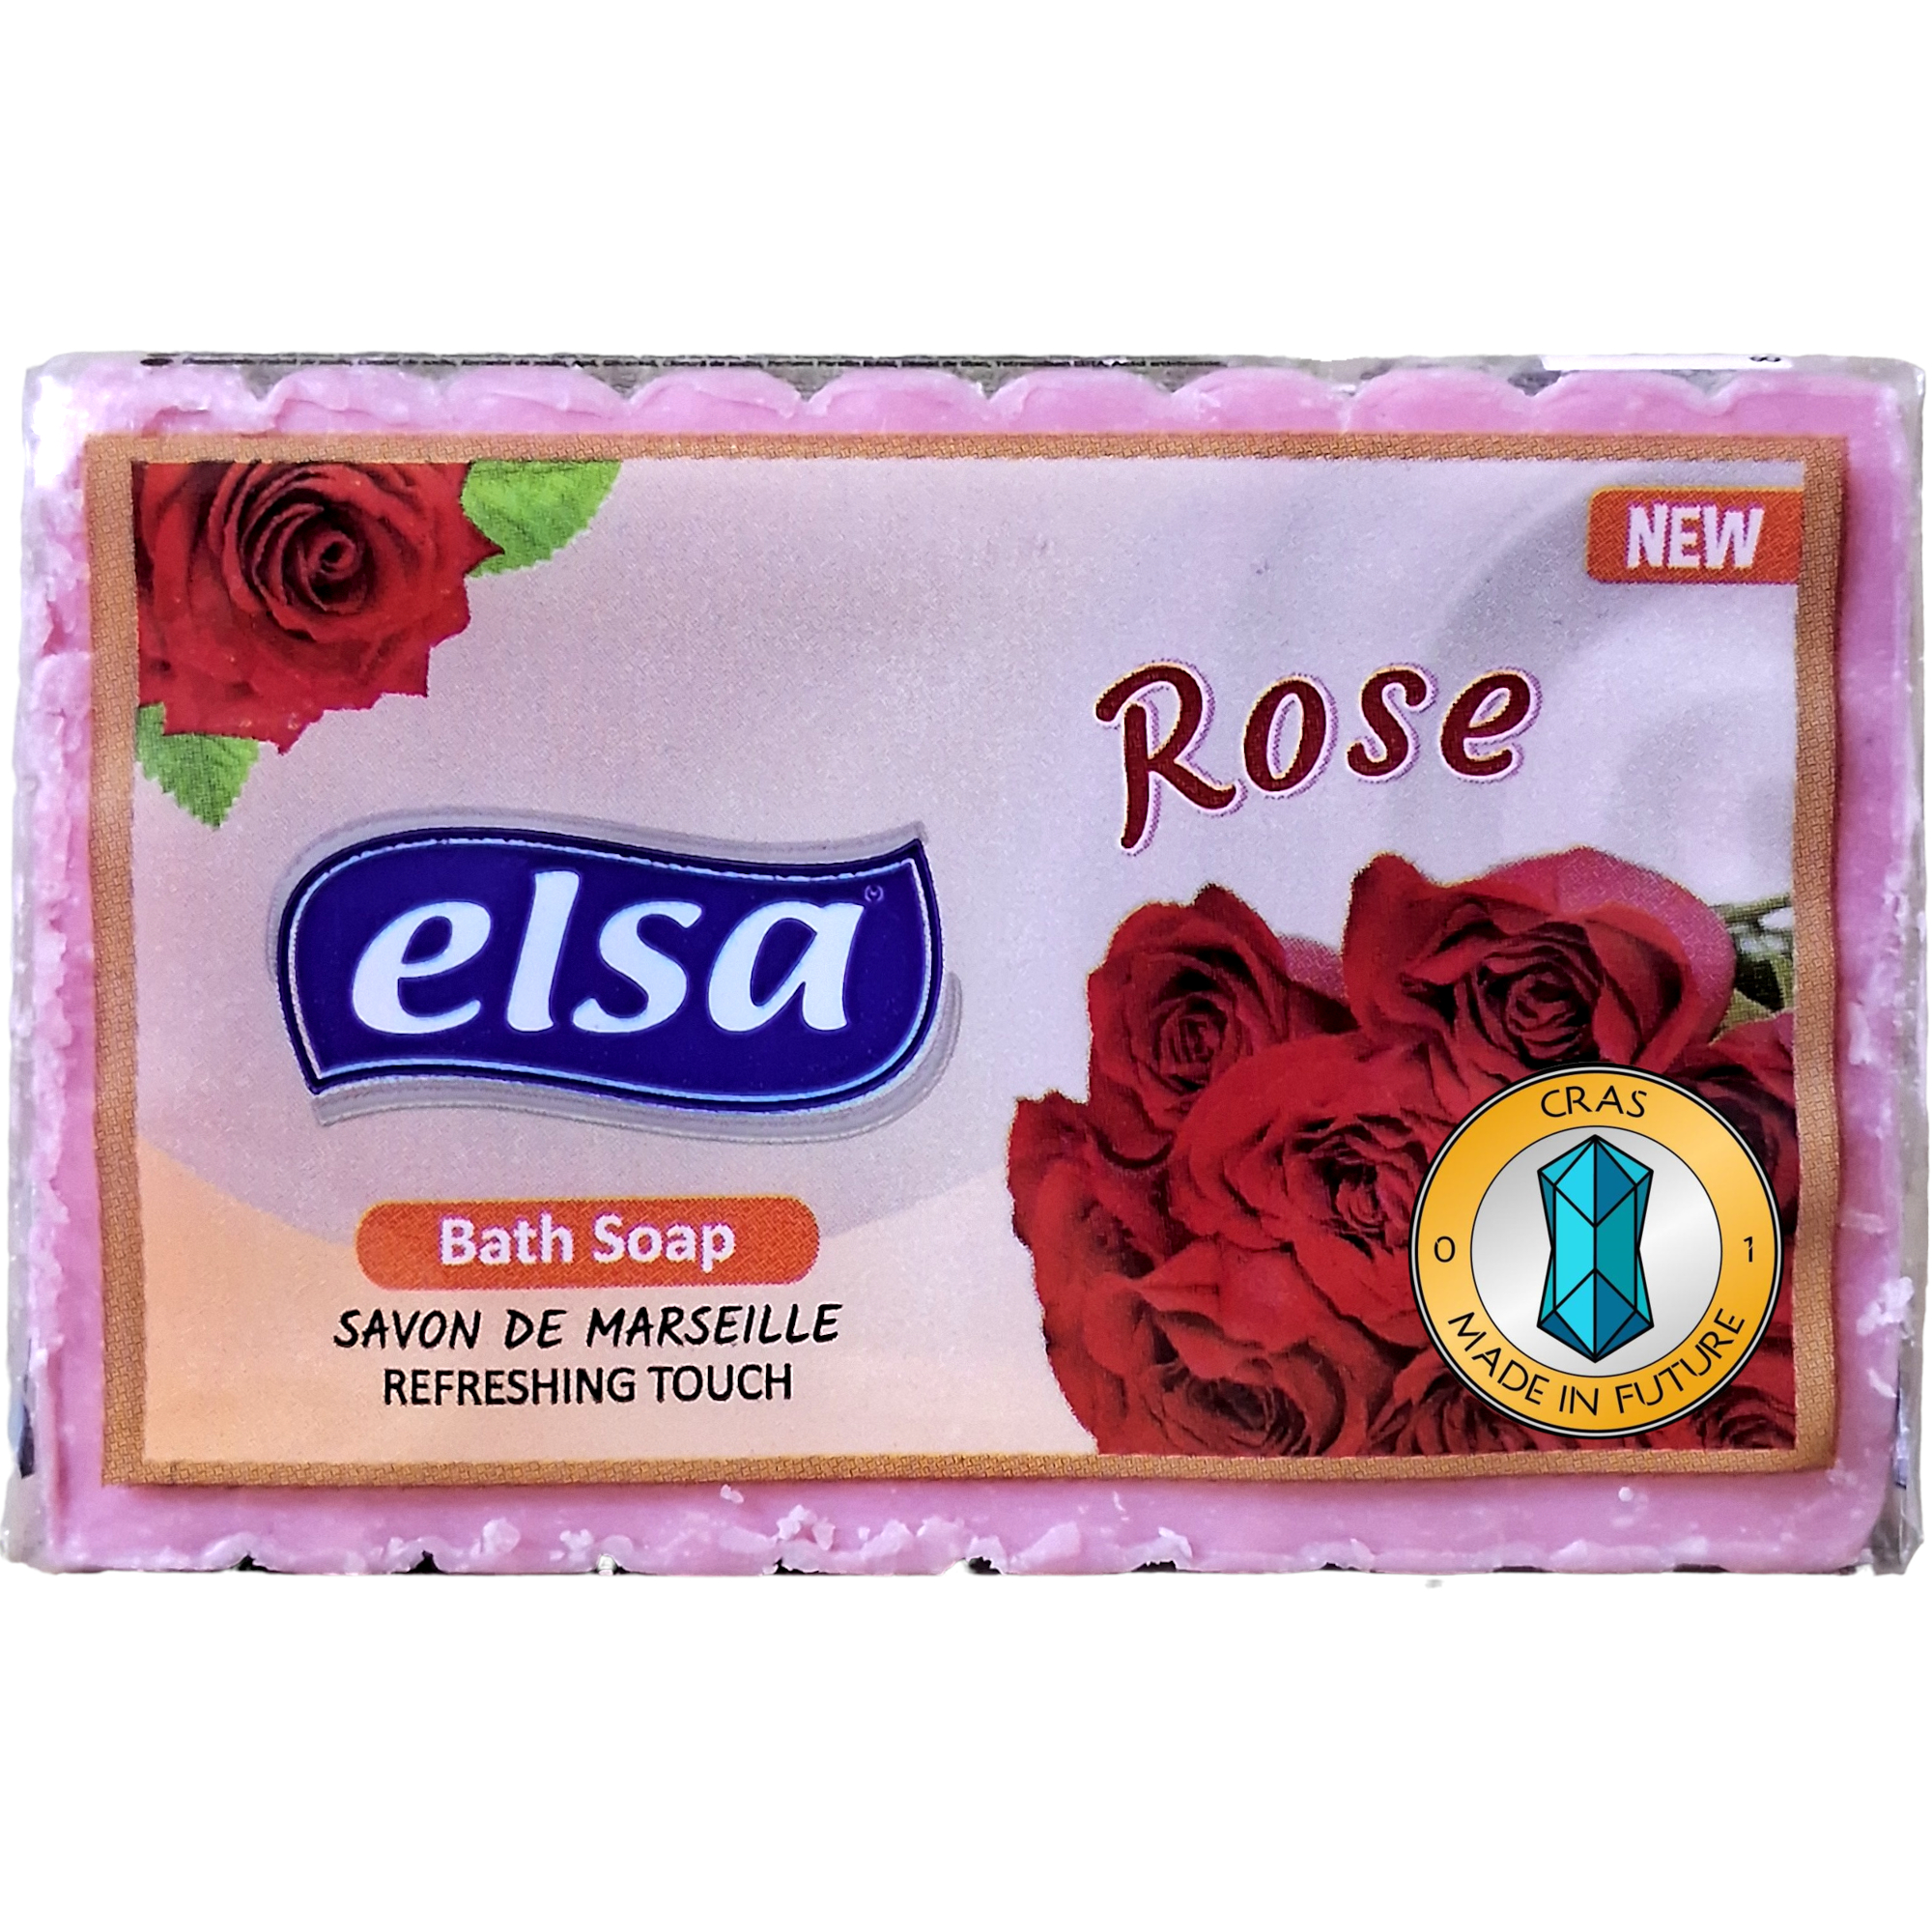 NEW
Rose
elsa
Bath Soap
SAVON DE MARSEILLE
REFRESHING TOUCH
CRAS
0 1
MADE IN FUTURE